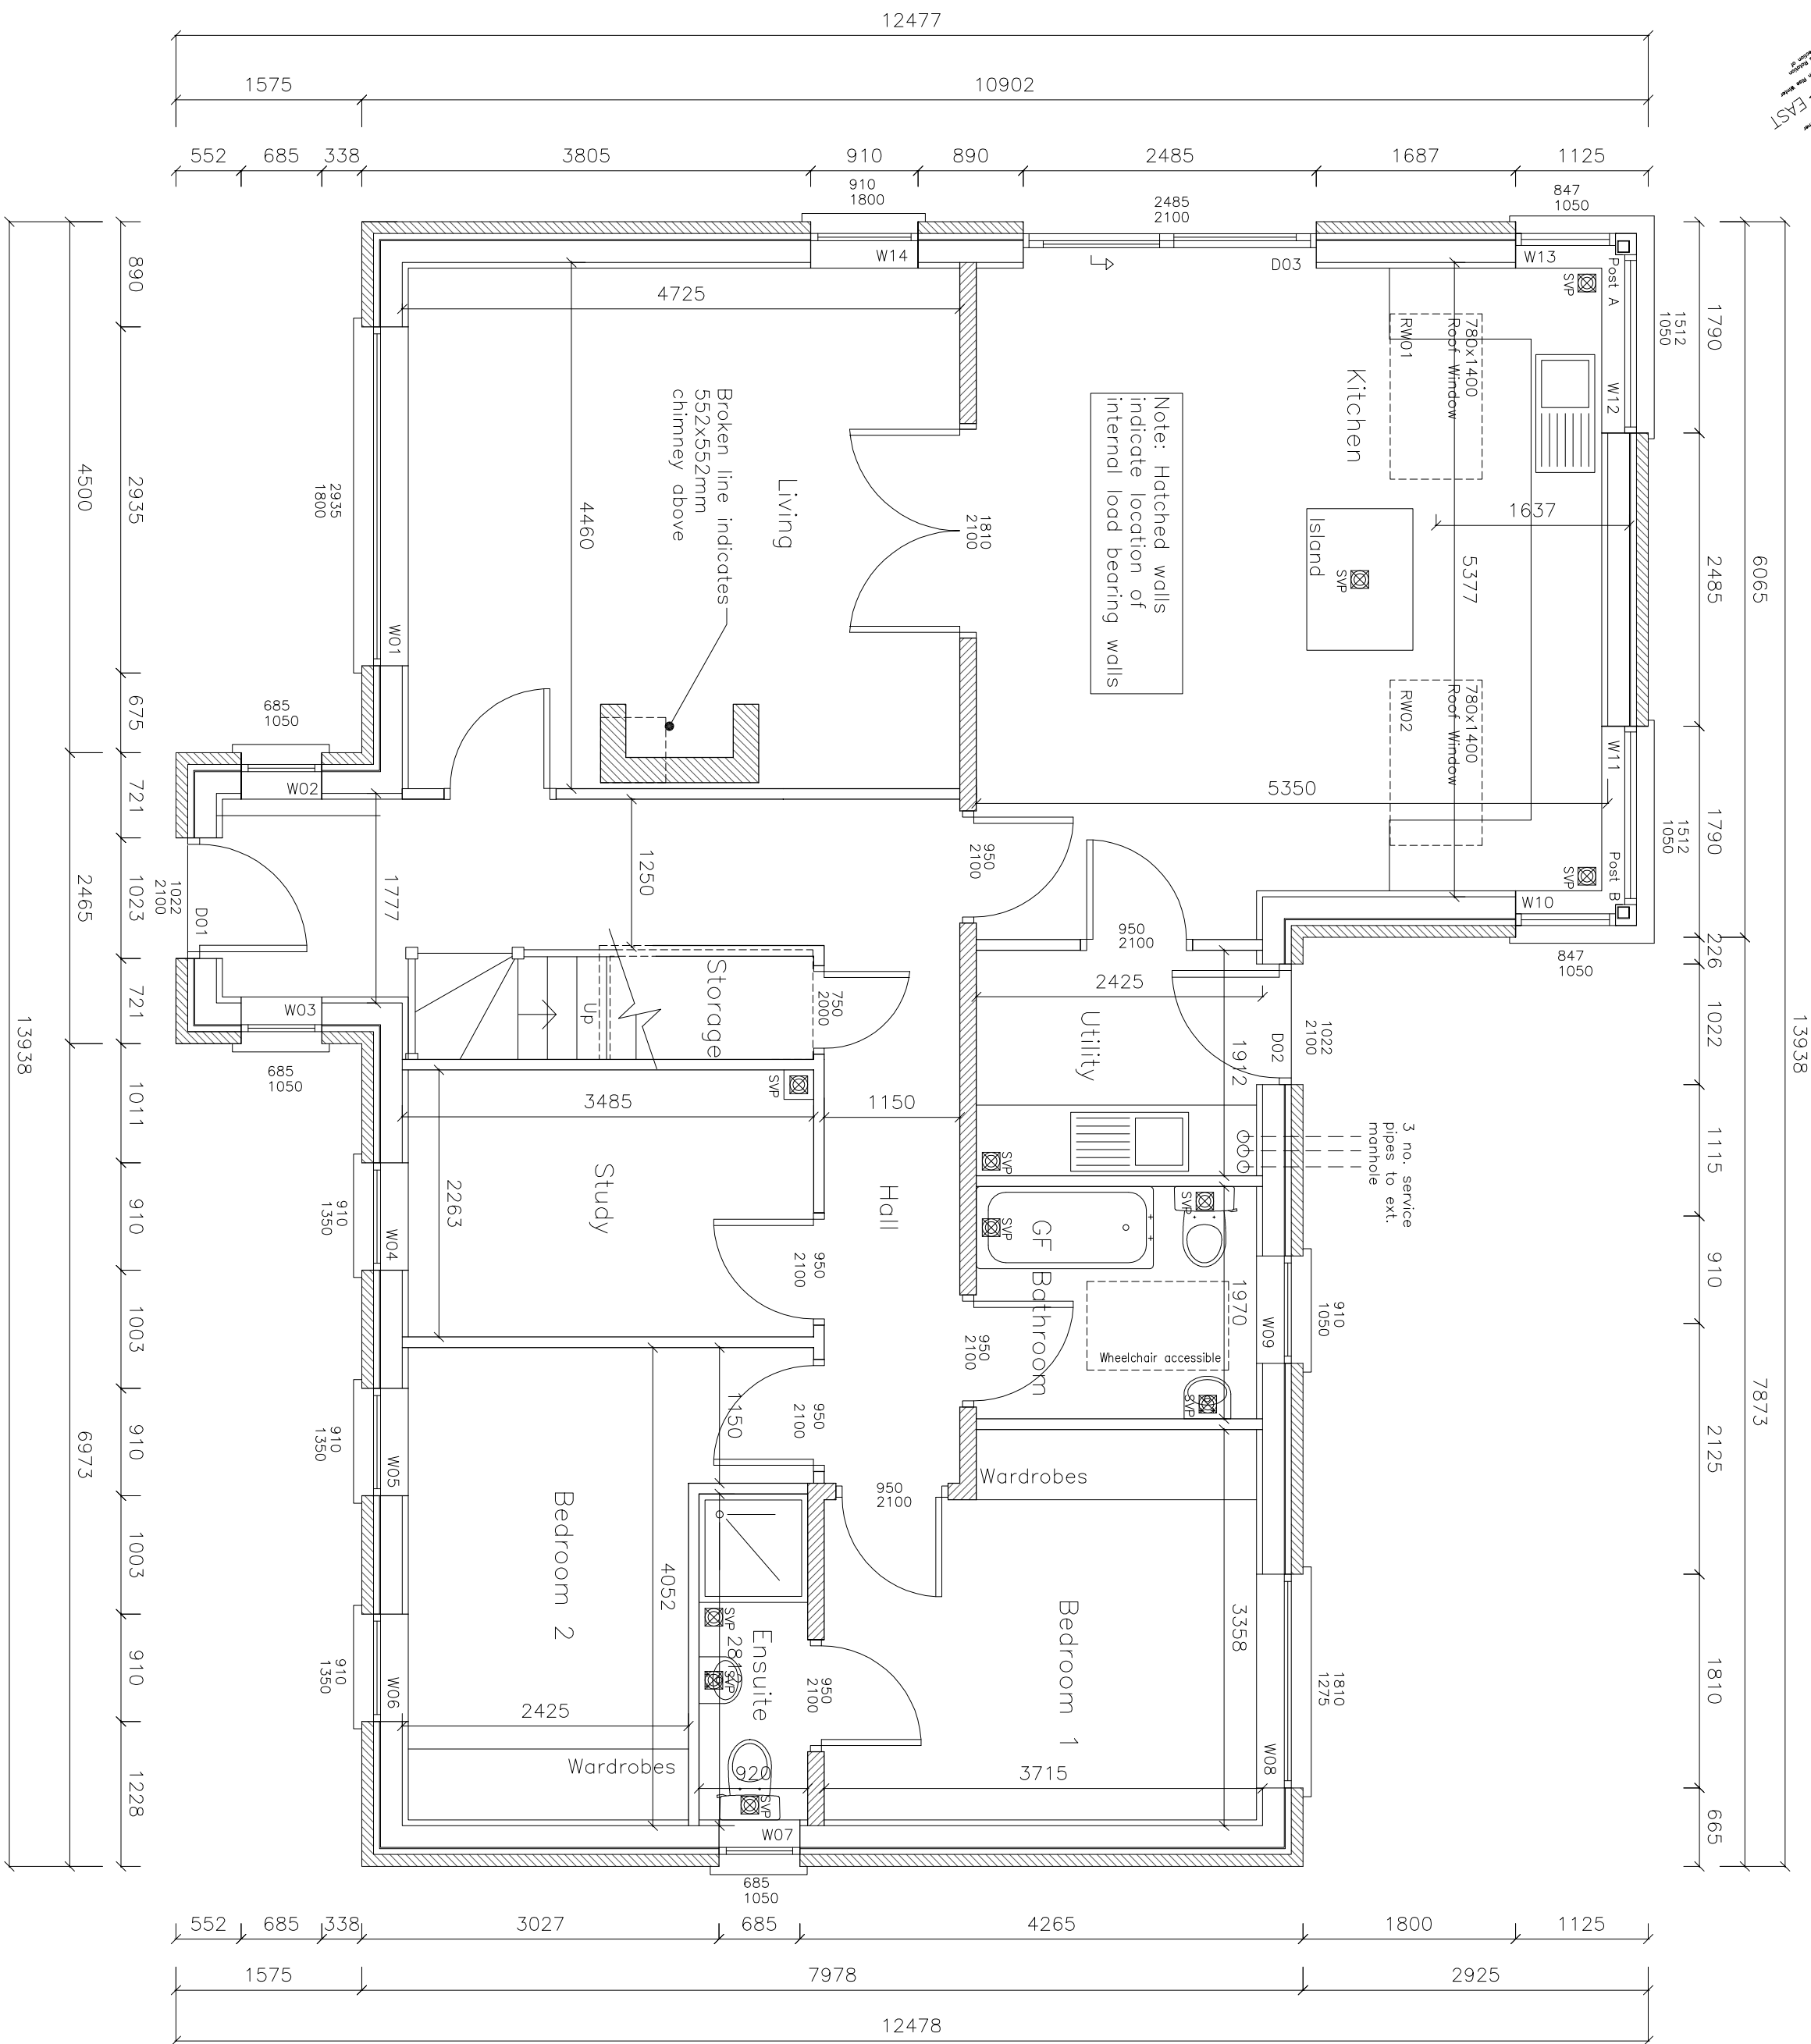 12477
1575
10902
552
685
338
3805
910
890
2485
1687
1125
910
1800
2485
2100
847
1050
EAST
W14
D03
W13
Post A
SVP
1512
1050
W12
780x1400
Roof Window
RW01
Kitchen
Note: Hatched walls
indicate location of
internal load bearing walls
Island
SVP
1637
5377
780x1400
Roof Window
RW02
W11
5350
1512
1050
Post B
SVP
W10
847
1050
4725
4460
Living
Broken line indicates
552x552mm
chimney above
1810
2100
W01
2935
1800
685
1050
W02
D01
1022
2100
1777
1250
950
2100
950
2100
W03
685
1050
Up
Storage
750
2000
2425
Utility
1912
D02
1022
2100
3 no. service
pipes to ext.
manhole
SVP
SVP
3485
1150
2263
Study
Hall
SVP
SVP
GF Bathroom
1970
Wheelchair accessible
SVP
W09
910
1050
W04
910
1350
950
2100
950
2100
950
2100
1150
W05
910
1350
Wardrobes
950
2100
Bedroom 2
4052
SVP
SVP
Ensuite
950
2100
Bedroom 1
3358
1810
1275
W08
W06
910
1350
2425
Wardrobes
920
SVP
3715
W07
685
1050
890
2935
675
721
1023
721
1011
910
1003
910
1003
910
1228
4500
2465
6973
13938
1790
2485
1790
226
1022
1115
910
2125
1810
665
6065
7873
13938
552
685
338
3027
685
4265
1800
1125
1575
7978
2925
12478